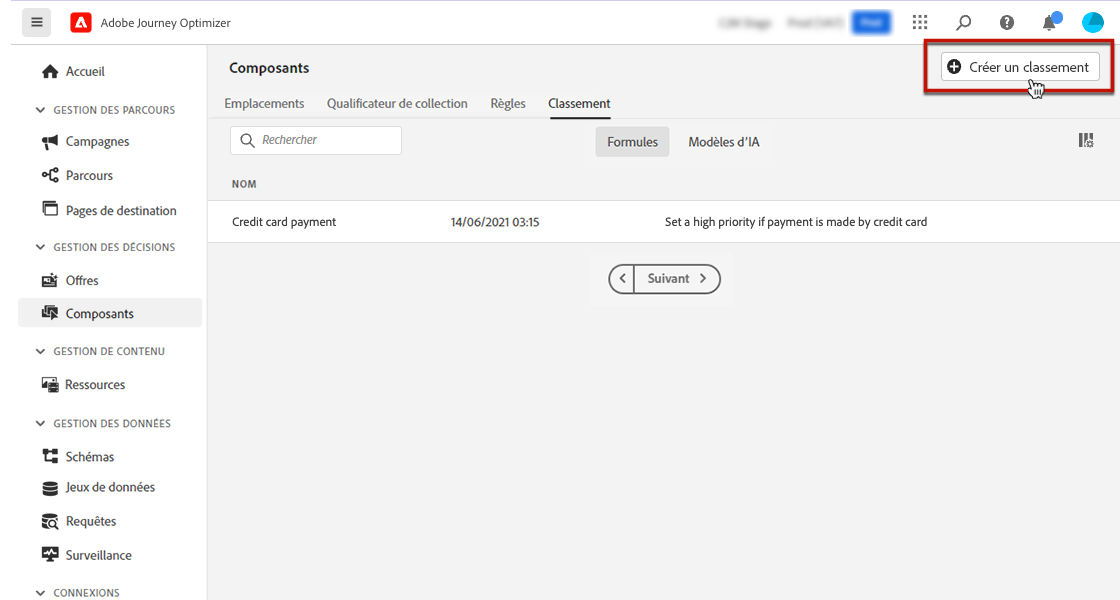 Adobe Journey Optimizer
Accueil
GESTION DES PARCOURS
Campagnes
Parcours
Pages de destination
GESTION DES DÉCISIONS
Offres
Composants
GESTION DE CONTENU
Ressources
GESTION DES DONNÉES
Schémas
Jeux de données
Requêtes
Surveillance
CONNEXIONS
Composants
Créer un classement
Emplacements Qualificateur de collection Règles Classement
Rechercher
Formules Modèles d'IA
NOM
Credit card payment 14/06/2021 03:15 Set a high priority if payment is made by credit card
Suivant